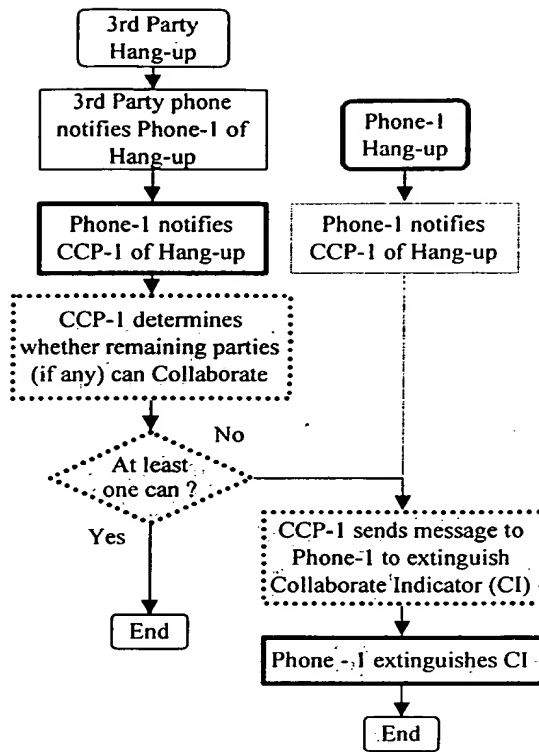 3rd Party
Hang-up
3rd Party phone
notifies Phone-1 of
Hang-up
Phone-1
Hang-up
Phone-1 notifies
CCP-1 of Hang-up
Phone-1 notifies
CCP-1 of Hang-up
CCP-1 determines
whether remaining parties
(if any) can Collaborate
No
At least
one can ?
Yes
CCP-1 sends message to
Phone-1 to extinguish
Collaborate Indicator (CI)
End
Phone - 1 extinguishes CI
End